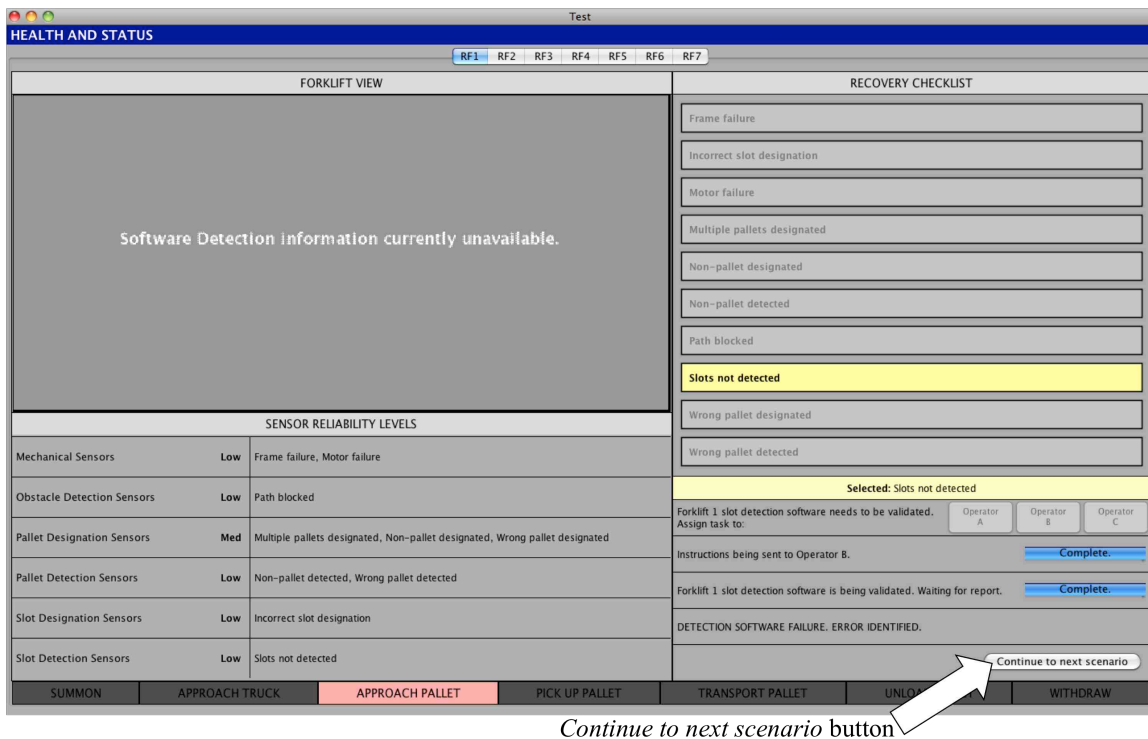 Test
HEALTH AND STATUS
RF1 RF2 RF3 RF4 RF5 RF6 RF7
FORKLIFT VIEW
Software Detection information currently unavailable.
SENSOR RELIABILITY LEVELS
Mechanical Sensors Low Frame failure, Motor failure
Obstacle Detection Sensors Low Path blocked
Pallet Designation Sensors Med Multiple pallets designated, Non-pallet designated, Wrong pallet designated
Pallet Detection Sensors Low Non-pallet detected, Wrong pallet detected
Slot Designation Sensors Low Incorrect slot designation
Slot Detection Sensors Low Slots not detected
RECOVERY CHECKLIST
Frame failure
Incorrect slot designation
Motor failure
Multiple pallets designated
Non-pallet designated
Non-pallet detected
Path blocked
Slots not detected
Wrong pallet designated
Wrong pallet detected
Selected: Slots not detected
Forklift 1 slot detection software needs to be validated.
Assign task to:
Operator
A
Operator
B
Operator
C
Instructions being sent to Operator B. Complete.
Forklift 1 slot detection software is being validated. Waiting for report. Complete.
DETECTION SOFTWARE FAILURE. ERROR IDENTIFIED.
Continue to next scenario
SUMMON APPROACH TRUCK APPROACH PALLET PICK UP PALLET TRANSPORT PALLET WITHDRAW
Continue to next scenario button